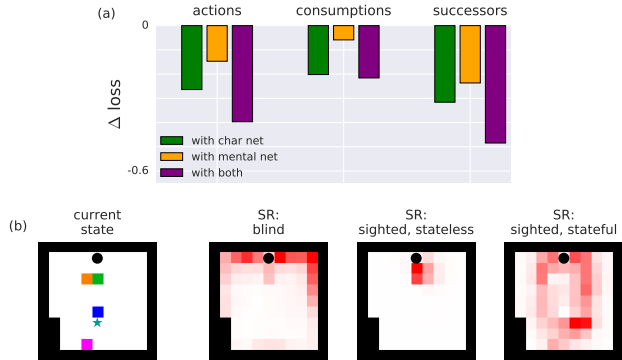 (a)
actions consumptions successors
0
Δ loss
-0.6
with char net
with mental net
with both
(b)
current
state
SR:
blind
SR:
sighted, stateless
SR:
sighted, stateful